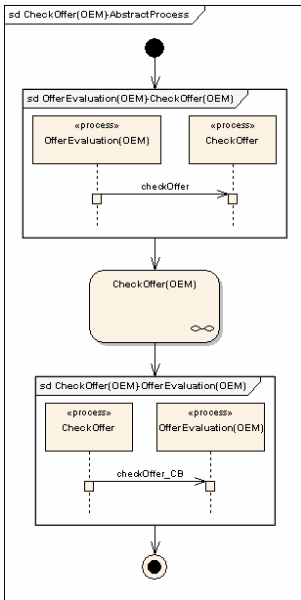 sd CheckOffer(OEM)-AbstractProcess
sd OfferEvaluation(OEM)-CheckOffer(OEM)
«process»
OfferEvaluation(OEM)
«process»
CheckOffer
checkOffer
CheckOffer(OEM)
sd CheckOffer(OEM)-OfferEvaluation(OEM)
«process»
CheckOffer
«process»
OfferEvaluation(OEM)
checkOffer_CB